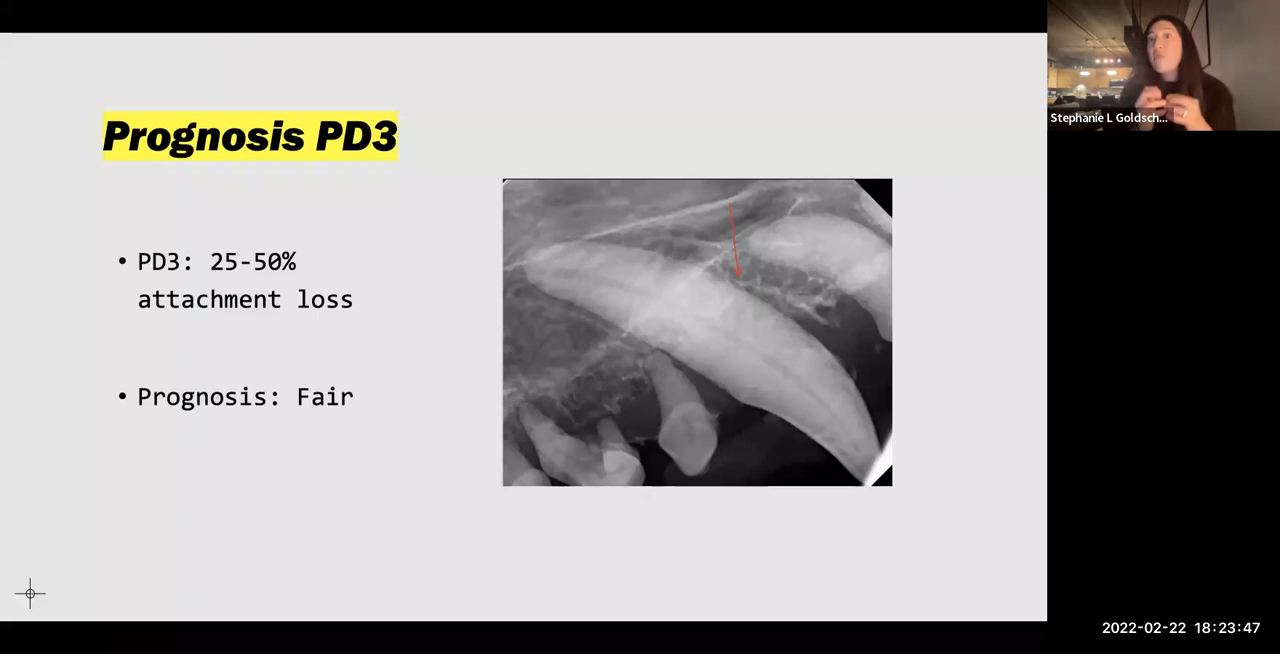 Prognosis PD3
• PD3: 25-50%
attachment loss
• Prognosis: Fair
Stephanie L Goldsch...
2022-02-22 18:23:47